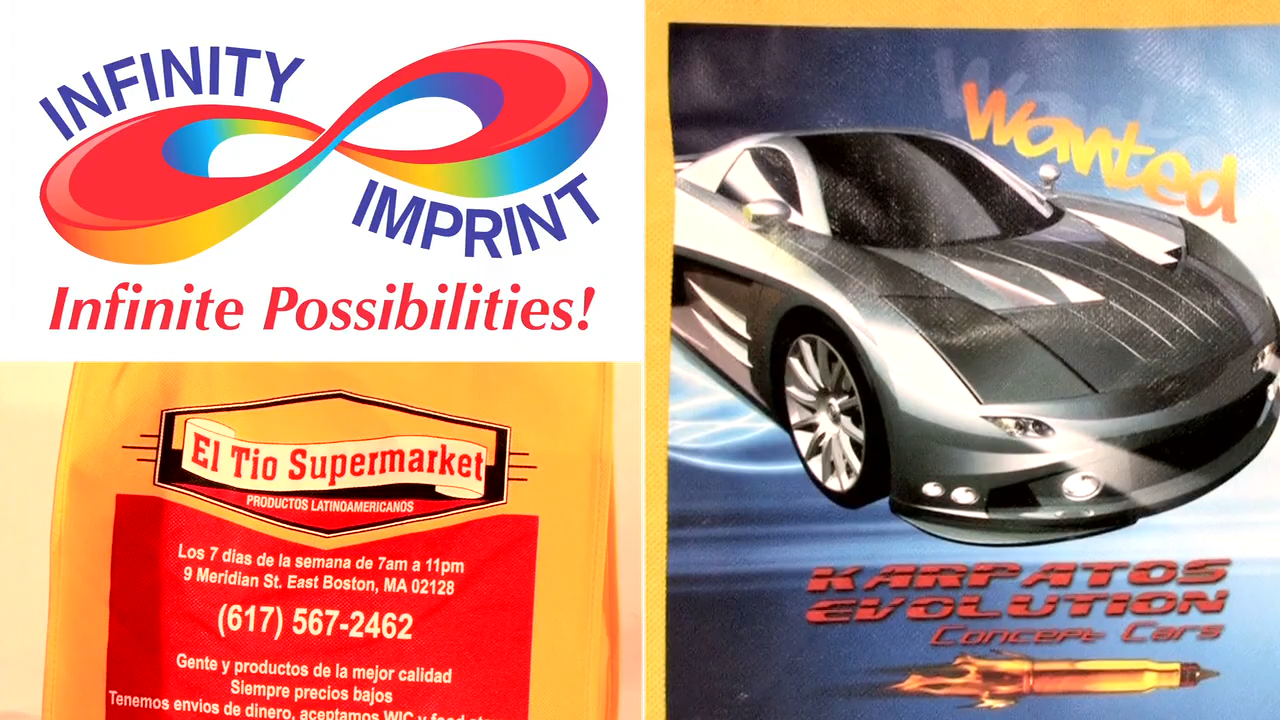 INFINITY
IMPRINT
Infinite Possibilities!
El Tio Supermarket
PRODUCTOS LATINOAMERICANOS
Los 7 días de la semana de 7am a 11pm
9 Meridian St. East Boston, MA 02128
(617) 567-2462
Gente y productos de la mejor calidad
Siempre precios bajos
Tenemos envios de dinero, aceptamos WIC y food
Wanted
KARPATOS
EVOLUTION
Concept Cars